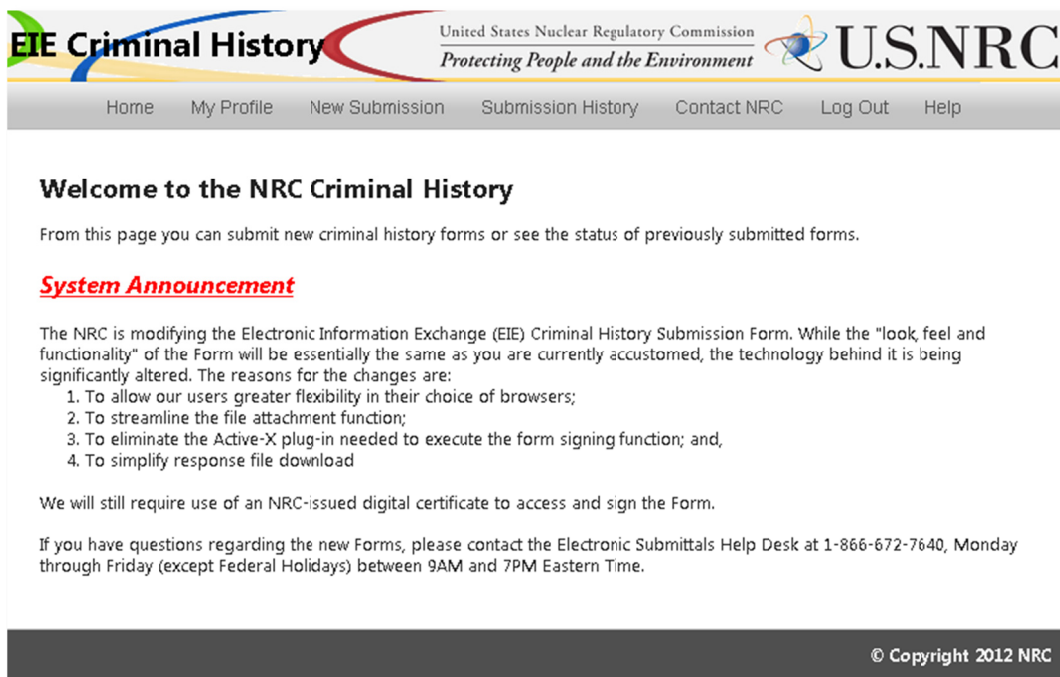 EIE Criminal History
United States Nuclear Regulatory Commission
Protecting People and the Environment
U.S.NRC
Home My Profile New Submission Submission History Contact NRC Log Out Help
Welcome to the NRC Criminal History
From this page you can submit new criminal history forms or see the status of previously submitted forms.
System Announcement
The NRC is modifying the Electronic Information Exchange (EIE) Criminal History Submission Form. While the "look, feel and
functionality" of the Form will be essentially the same as you are currently accustomed, the technology behind it is being
significantly altered. The reasons for the changes are:
1. To allow our users greater flexibility in their choice of browsers;
2. To streamline the file attachment function;
3. To eliminate the Active-X plug-in needed to execute the form signing function; and,
4. To simplify response file download
We will still require use of an NRC-issued digital certificate to access and sign the Form.
If you have questions regarding the new Forms, please contact the Electronic Submittals Help Desk at 1-866-672-7640, Monday
through Friday (except Federal Holidays) between 9AM and 7PM Eastern Time.
© Copyright 2012 NRC